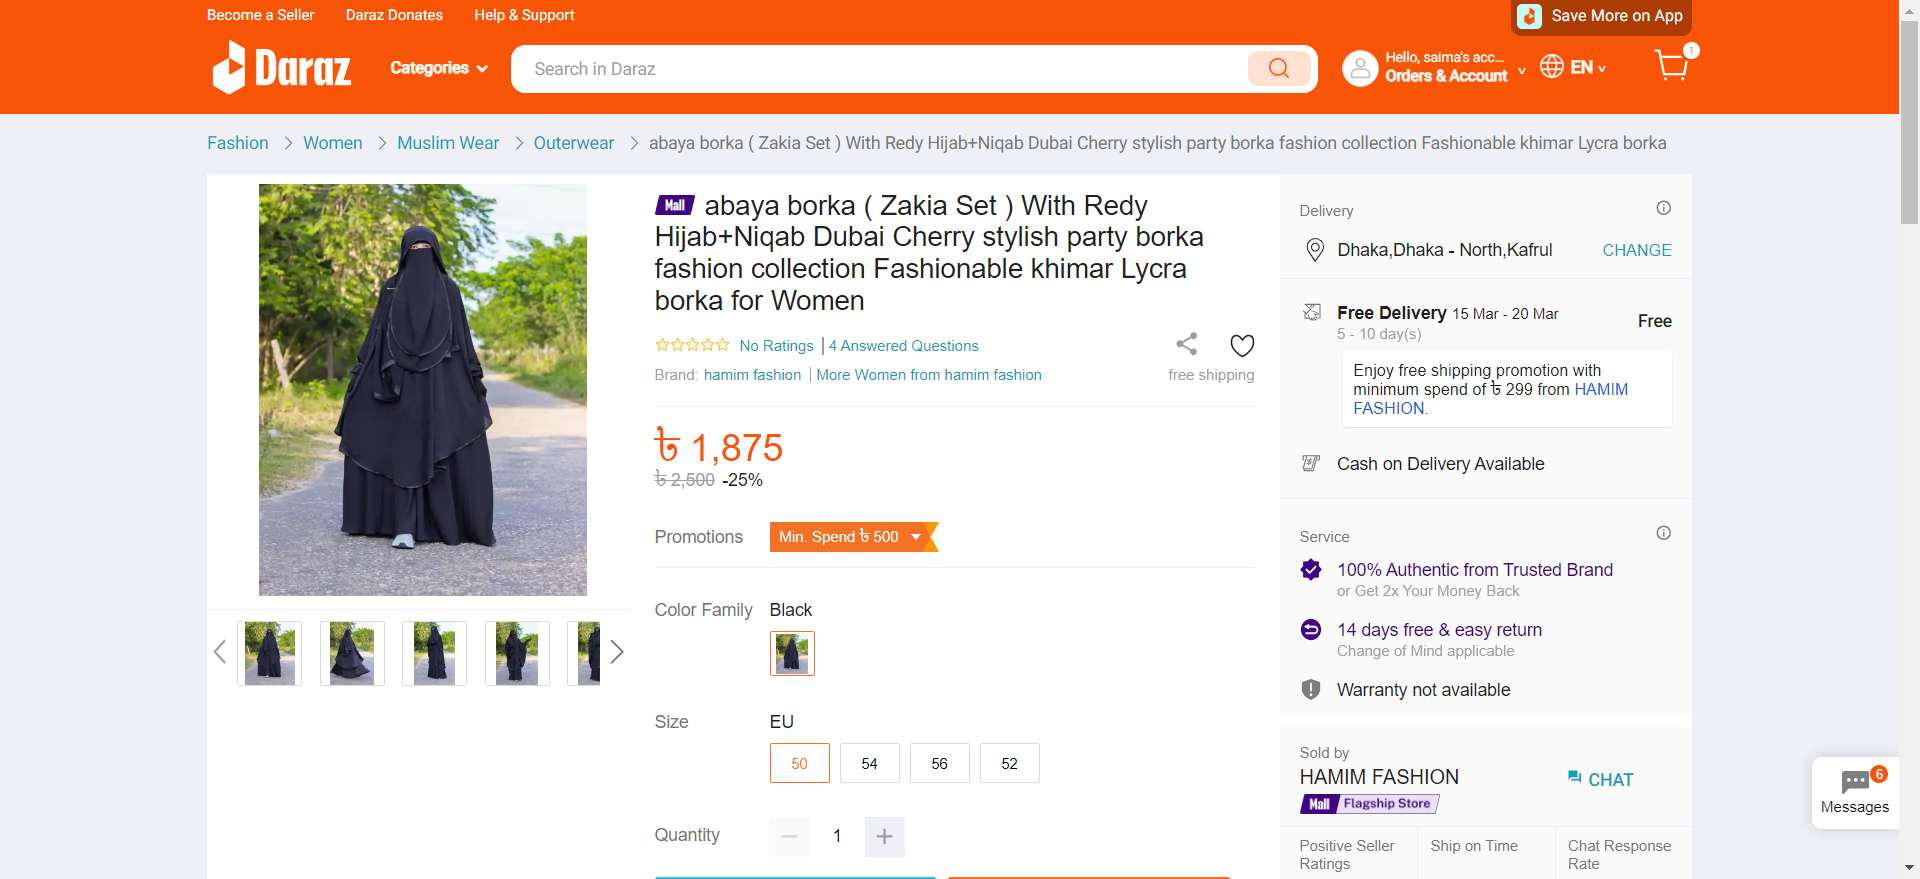 Become a Seller
Daraz Donates
Help & Support
Save More on App
Daraz
Categories
Search in Daraz
Hello, saima's acc...
Orders & Account
EN
1
Fashion
Women
Muslim Wear
Outerwear
abaya borka ( Zakia Set ) With Redy Hijab+Niqab Dubai Cherry stylish party borka fashion collection Fashionable khimar Lycra borka
Mall abaya borka ( Zakia Set ) With Redy
Hijab+Niqab Dubai Cherry stylish party borka
fashion collection Fashionable khimar Lycra
borka for Women
No Ratings
4 Answered Questions
Brand: hamim fashion
More Women from hamim fashion
free shipping
৳ 1,875
৳ 2,500 -25%
Promotions
Min. Spend ৳ 500
Color Family
Black
Size
EU
50
54
56
52
Quantity
1
Delivery
Dhaka,Dhaka - North,Kafrul
CHANGE
Free Delivery 15 Mar - 20 Mar
Free
5 - 10 day(s)
Enjoy free shipping promotion with
minimum spend of ৳ 299 from HAMIM
FASHION.
Cash on Delivery Available
Service
100% Authentic from Trusted Brand
or Get 2x Your Money Back
14 days free & easy return
Change of Mind applicable
Warranty not available
Sold by
HAMIM FASHION
CHAT
Mall Flagship Store
Positive Seller
Ratings
Ship on Time
Chat Response
Rate
6
Messages